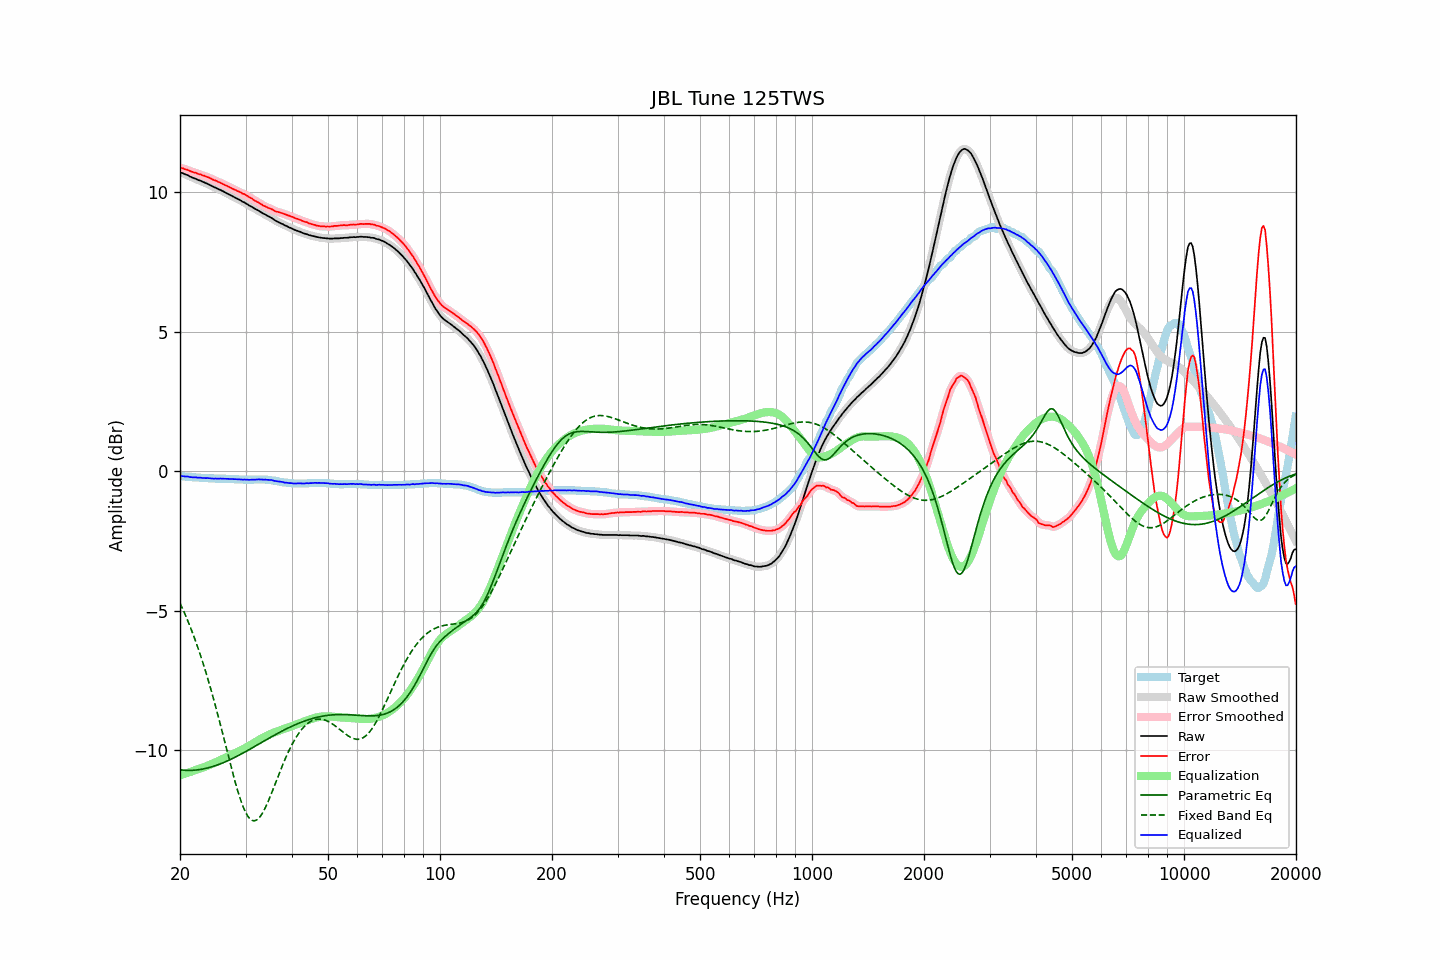 JBL Tune 125TWS
Amplitude (dBr)
10
5
0
−5
−10
20
50
100
200
500
1000
2000
5000
10000
20000
Frequency (Hz)
Target
Raw Smoothed
Error Smoothed
Raw
Error
Equalization
Parametric Eq
Fixed Band Eq
Equalized